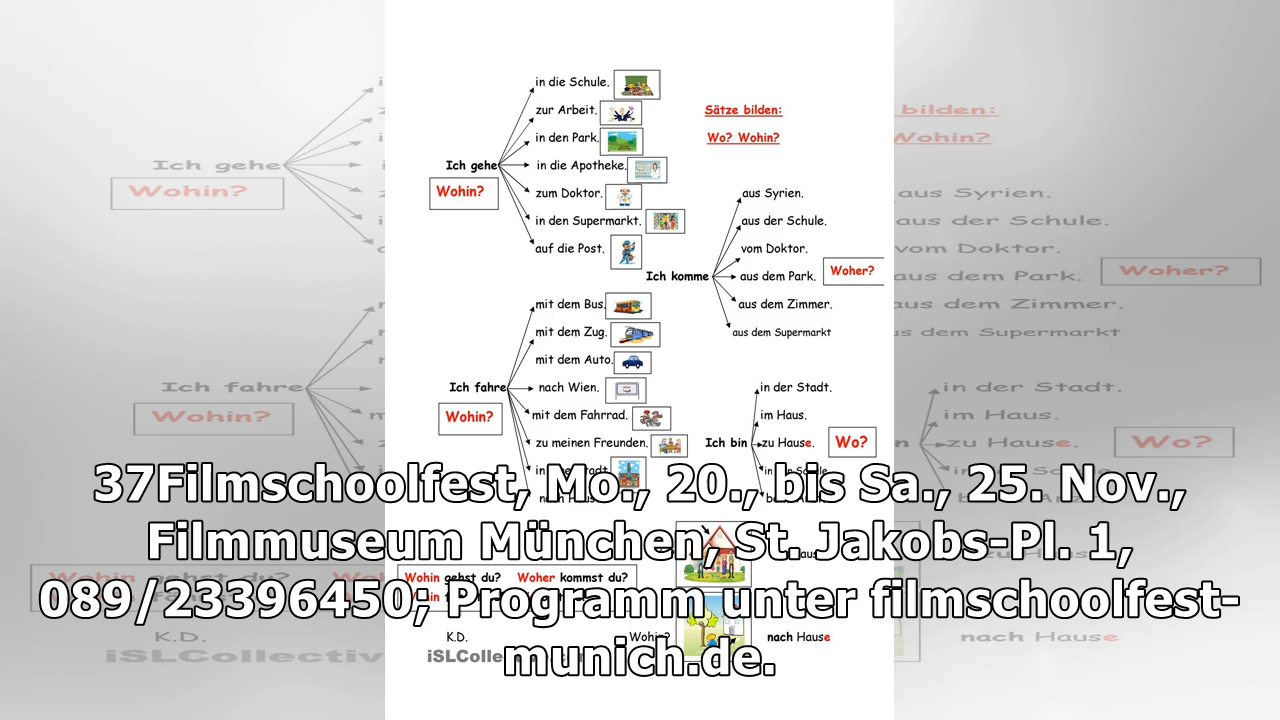 in die Schule.
zur Arbeit.
in den Park.
Ich gehe
in die Apotheke.
Wohin?
zum Doktor.
in den Supermarkt.
auf die Post.
Sätze bilden:
Wo? Wohin?
aus Syrien.
aus der Schule.
vom Doktor.
Ich komme
aus dem Park.
Woher?
aus dem Zimmer.
aus dem Supermarkt
mit dem Bus.
mit dem Zug.
mit dem Auto.
Ich fahre
nach Wien.
Wohin?
mit dem Fahrrad.
zu meinen Freunden.
in der Stadt.
im Haus.
Ich bin
zu Hause.
Wo?
37Filmschoolfest, Mo., 20., bis Sa., 25. Nov.,
Filmmuseum München, St. Jakobs-Pl. 1,
089/23396450; Programm unter filmschoolfest-
munich.de.
Wohin gehst du? Woher kommst du?
K.D.
Wohin?
nach Hause